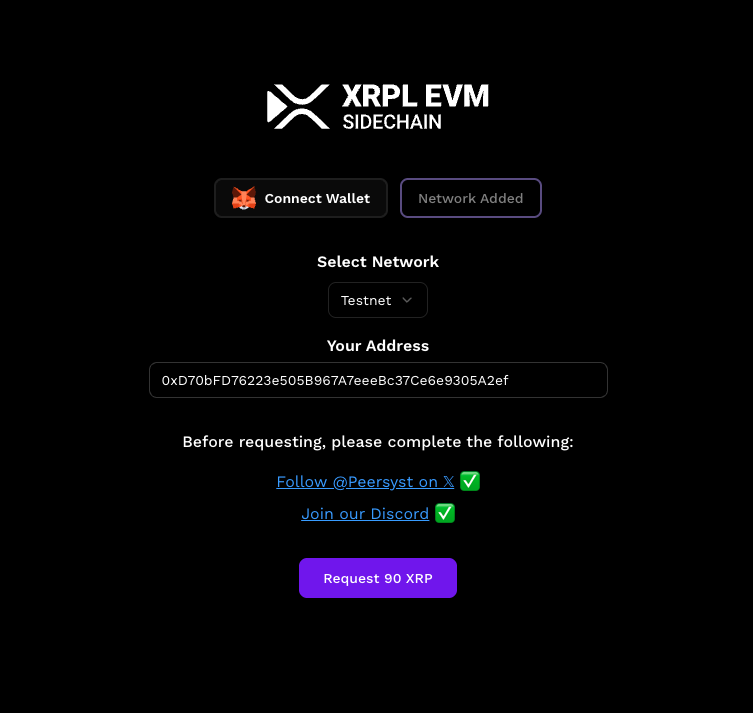 XRPL EVM
SIDECHAIN
Connect Wallet
Network Added
Select Network
Testnet
Your Address
0xD70bFD76223e505B967A7eeeBc37Ce6e9305A2ef
Before requesting, please complete the following:
Follow @Peersyst on 𝕏 ✅
Join our Discord ✅
Request 90 XRP